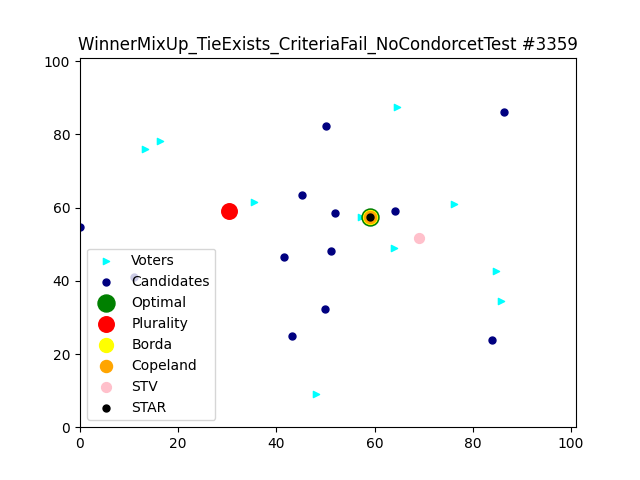 WinnerMixUp_TieExists_CriteriaFail_NoCondorcetTest #3359
100
80
60
40
20
0
Voters
Candidates
Optimal
Plurality
Borda
Copeland
STV
STAR
0 20 40 60 80 100